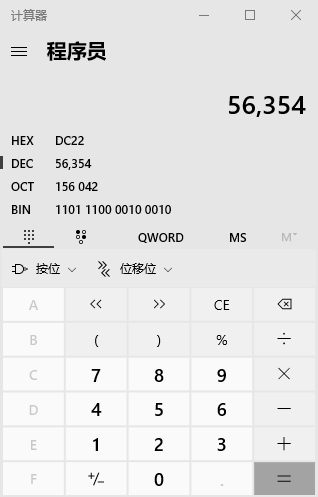 计算器
程序员
56,354
HEX DC22
DEC 56,354
OCT 156 042
BIN 1101 1100 0010 0010
QWORD MS M˅
按位 位移位
A << >> CE
B ( ) % ÷
C 7 8 9 ×
D 4 5 6 −
E 1 2 3 +
F +/− 0 . =